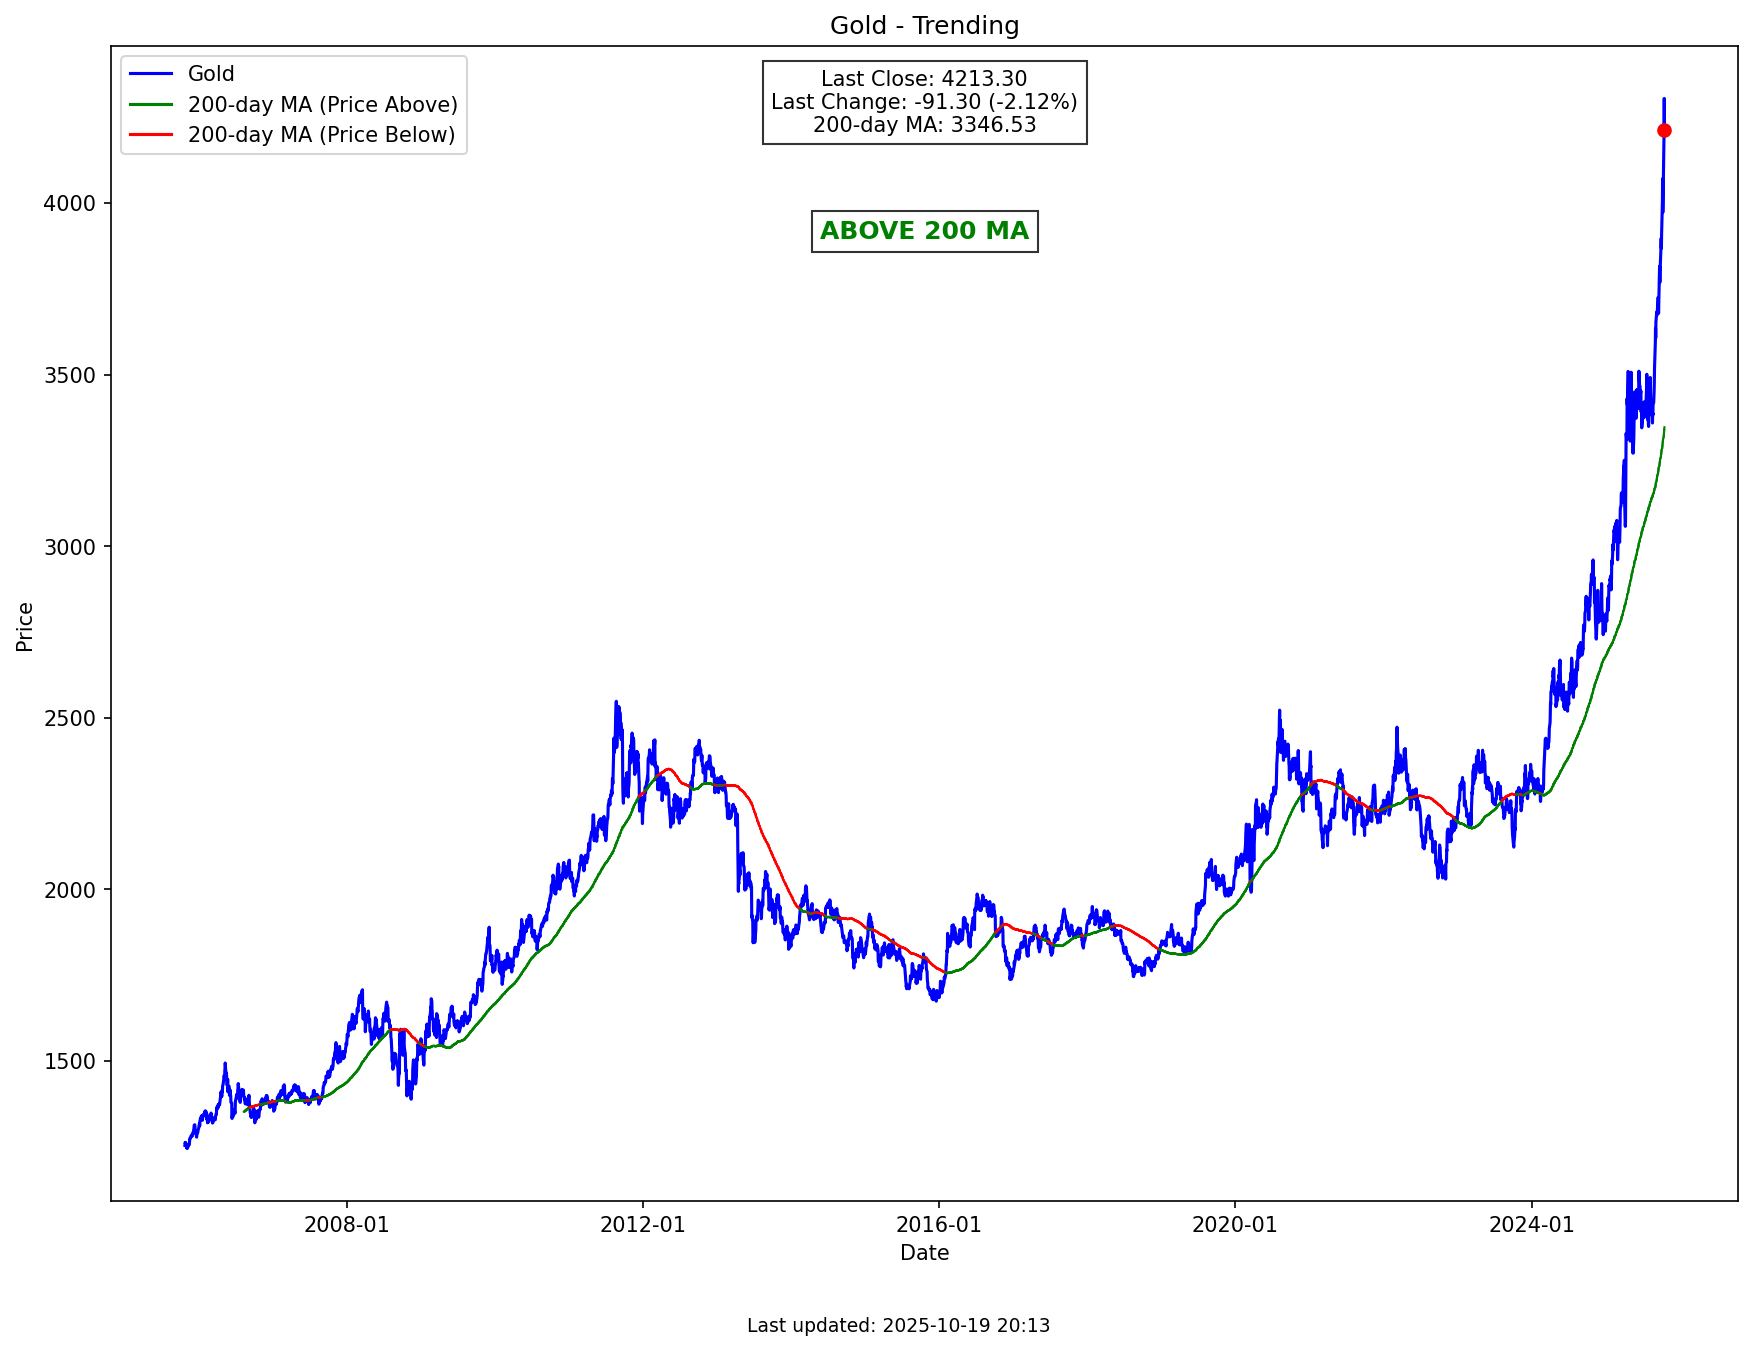 Gold - Trending
Gold
200-day MA (Price Above)
200-day MA (Price Below)
Last Close: 4213.30
Last Change: -91.30 (-2.12%)
200-day MA: 3346.53
ABOVE 200 MA
4000
3500
3000
2500
2000
1500
Price
2008-01
2012-01
2016-01
2020-01
2024-01
Date
Last updated: 2025-10-19 20:13